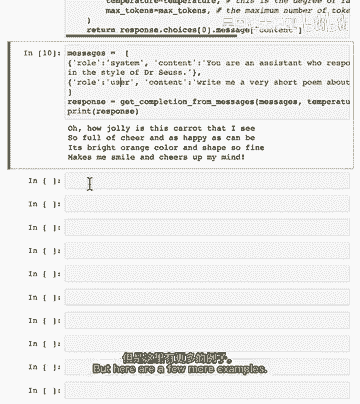 temperature=temperature, # this is the degree of ra
max_tokens=max_tokens, # the maximum number of toke
)
return response.choices[0].message["content"]
In [10]: messages = [
{'role':'system', 'content':'You are an assistant who respo
in the style of Dr Seuss.'},
{'role':'user', 'content':'write me a very short poem about
]
response = get_completion_from_messages(messages, temperatu
print(response)
Oh, how jolly is this carrot that I see
So full of cheer and as happy as can be
Its bright orange color and shape so fine
Makes me smile and cheers up my mind!
In [ ]:
In [ ]:
In [ ]:
In [ ]:
In [ ]:
In [ ]:
In [ ]:
In [ ]:
In [ ]:
但是这里有更多的例子。
But here are a few more examples.
In [ ]: